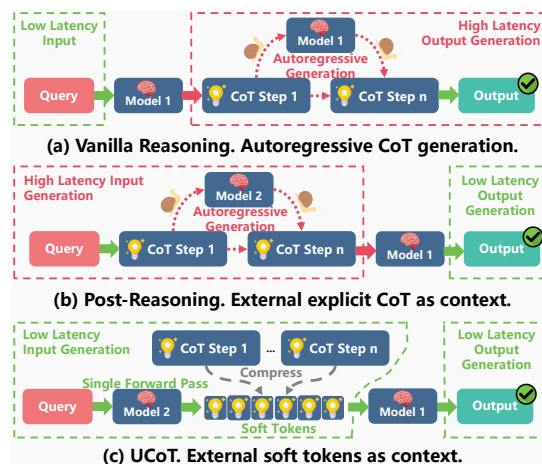 Low Latency
Input
High Latency
Output Generation
Model 1
Autoregressive
Generation
Query
Model 1
CoT Step 1
CoT Step n
Output
(a) Vanilla Reasoning. Autoregressive CoT generation.
High Latency Input
Generation
Low Latency
Output
Generation
Model 2
Autoregressive
Generation
Query
CoT Step 1
CoT Step n
Model 1
Output
(b) Post-Reasoning. External explicit CoT as context.
Low Latency
Input Generation
Low Latency
Output
Generation
CoT Step 1
...
CoT Step n
Compress
Single Forward Pass
Query
Model 2
Soft Tokens
Model 1
Output
(c) UCoT. External soft tokens as context.